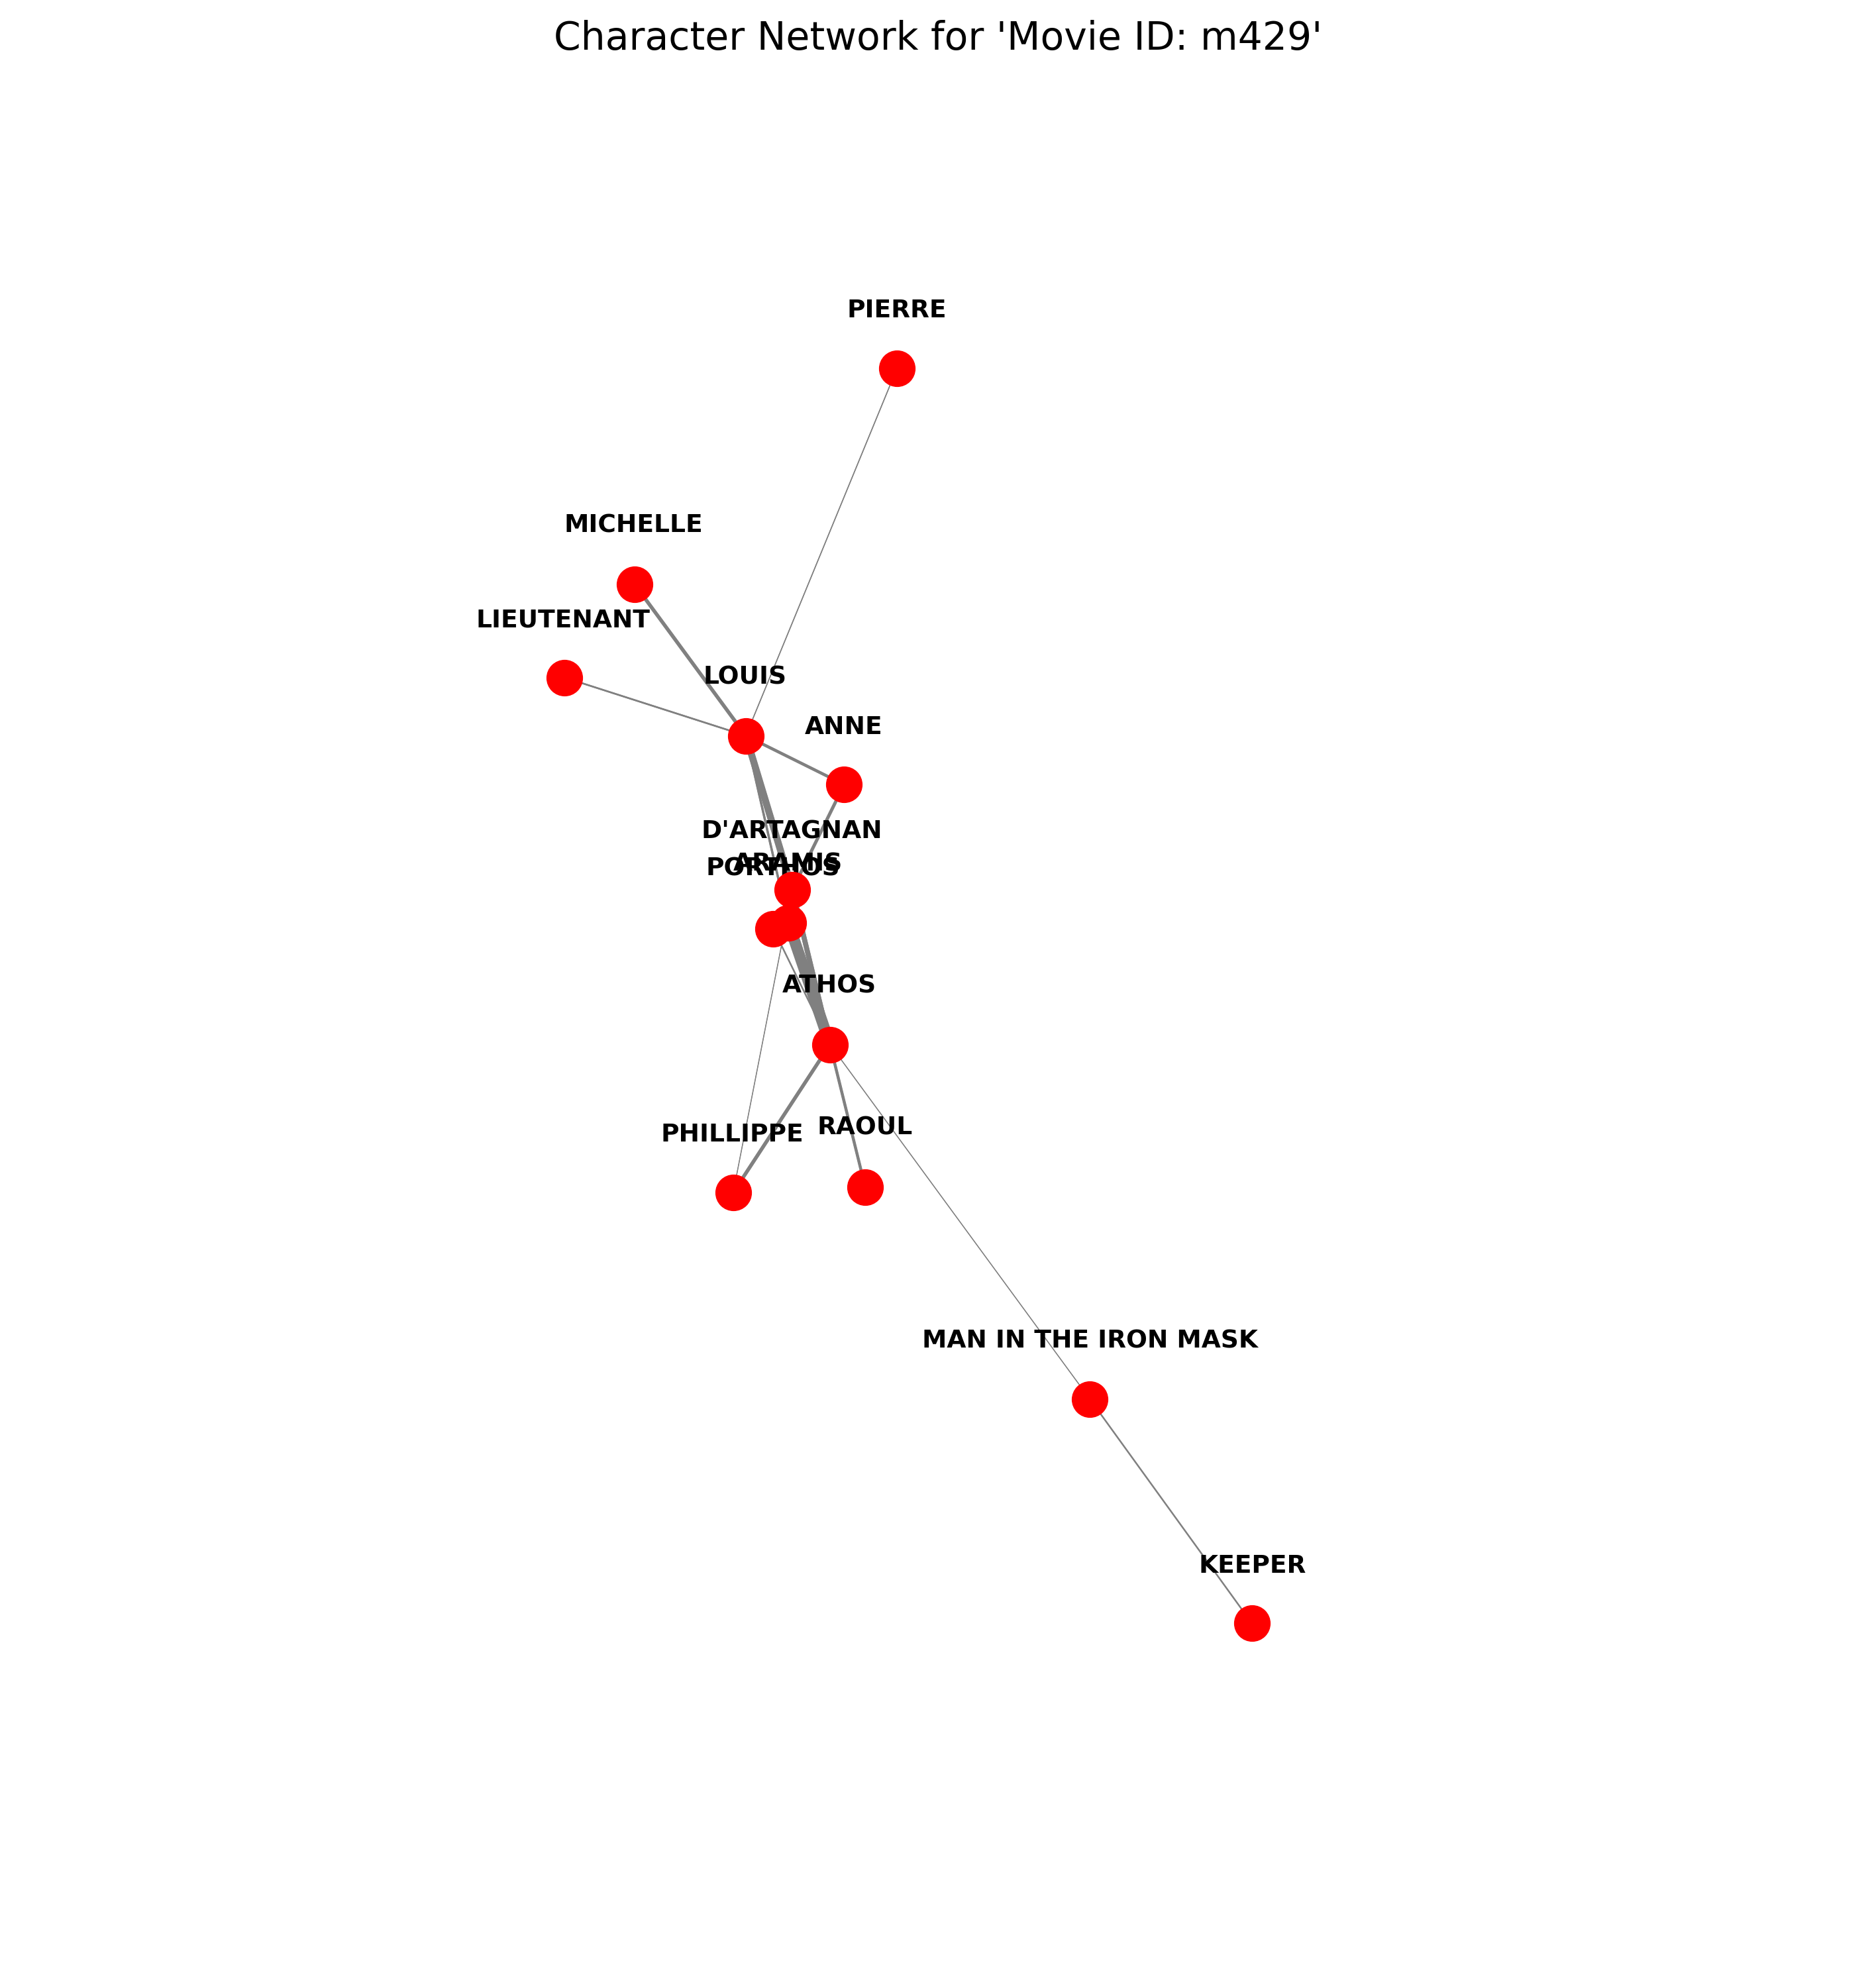 Character Network for 'Movie ID: m429'
PIERRE
MICHELLE
LIEUTENANT
LOUIS
ANNE
D'ARTAGNAN
ARAMIS
PORTHOS
ATHOS
RAOUL
PHILLIPPE
MAN IN THE IRON MASK
KEEPER